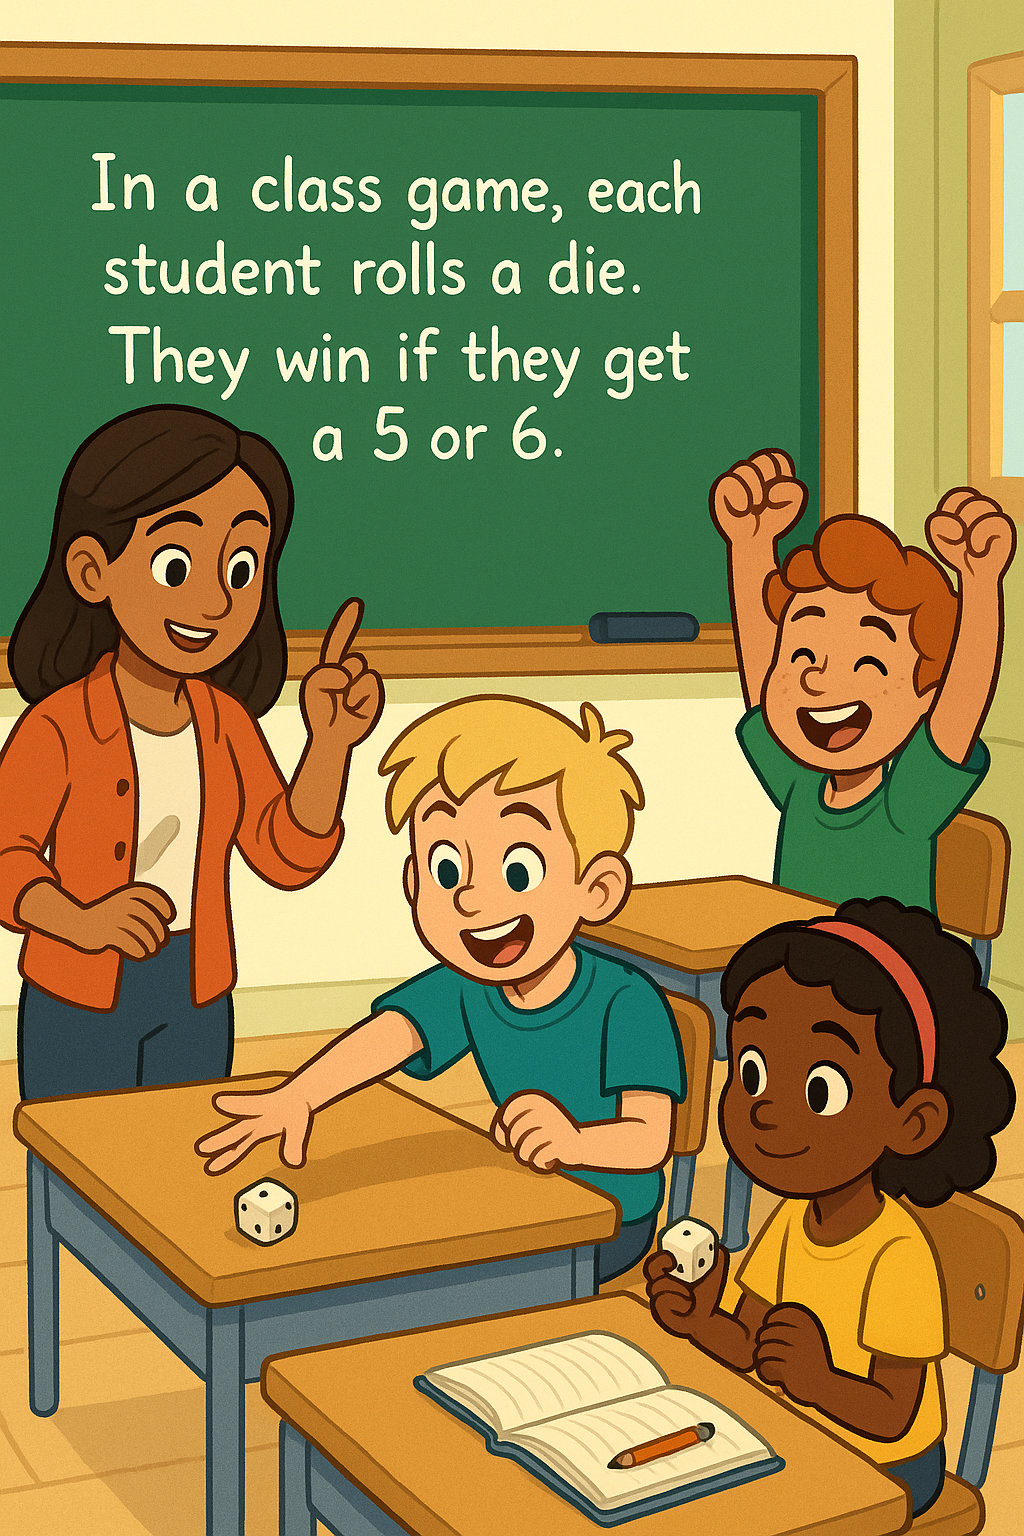 In a class game, each
student rolls a die.
They win if they get
a 5 or 6.